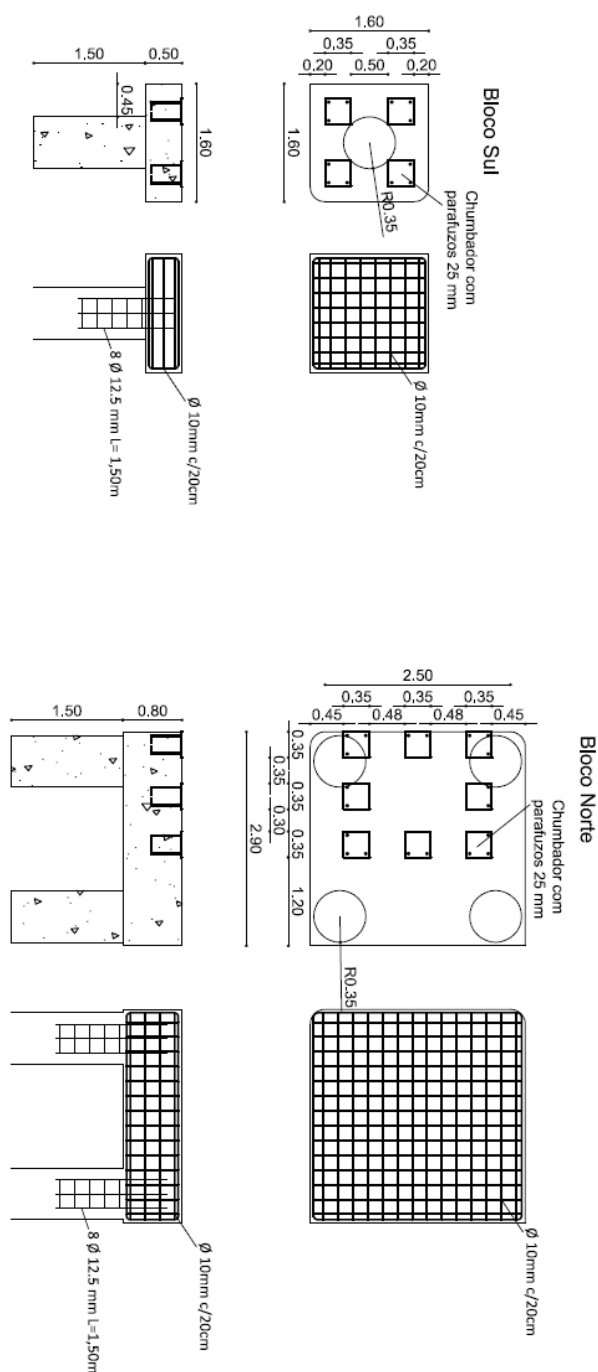 Bloco Sul
1.60
0.35
0.35
0.20
0.50
0.20
Chumbador com
parafuzos 25 mm
R0.35
1.60
1.50
0.50
0.45
1.60
Ø 10mm c/20cm
Ø 10mm c/20cm
8 Ø 12.5 mm L= 1,50m
Bloco Norte
2.50
0.35
0.35
0.35
0.45
0.48
0.48
0.45
Chumbador com
parafuzos 25 mm
0.35
0.35
0.35
0.30
0.35
1.20
2.90
R0.35
1.50
0.80
Ø 10mm c/20cm
Ø 10mm c/20cm
8 Ø 12.5 mm L=1,50m